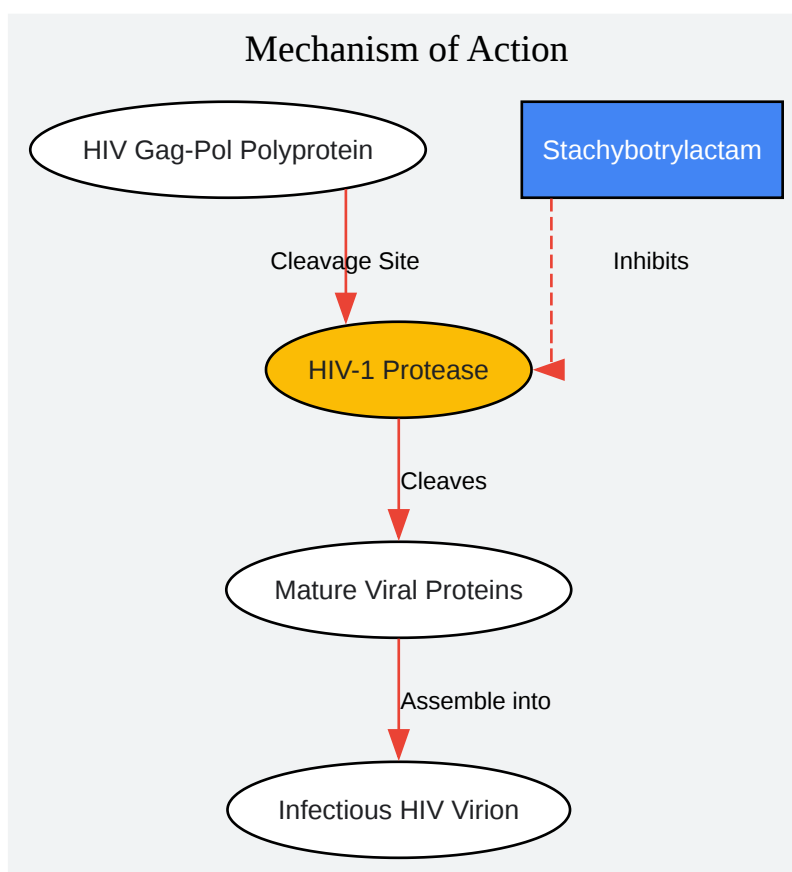 Mechanism of Action
HIV Gag-Pol Polyprotein
Stachybotrylactam
Cleavage Site
Inhibits
HIV-1 Protease
Cleaves
Mature Viral Proteins
Assemble into
Infectious HIV Virion